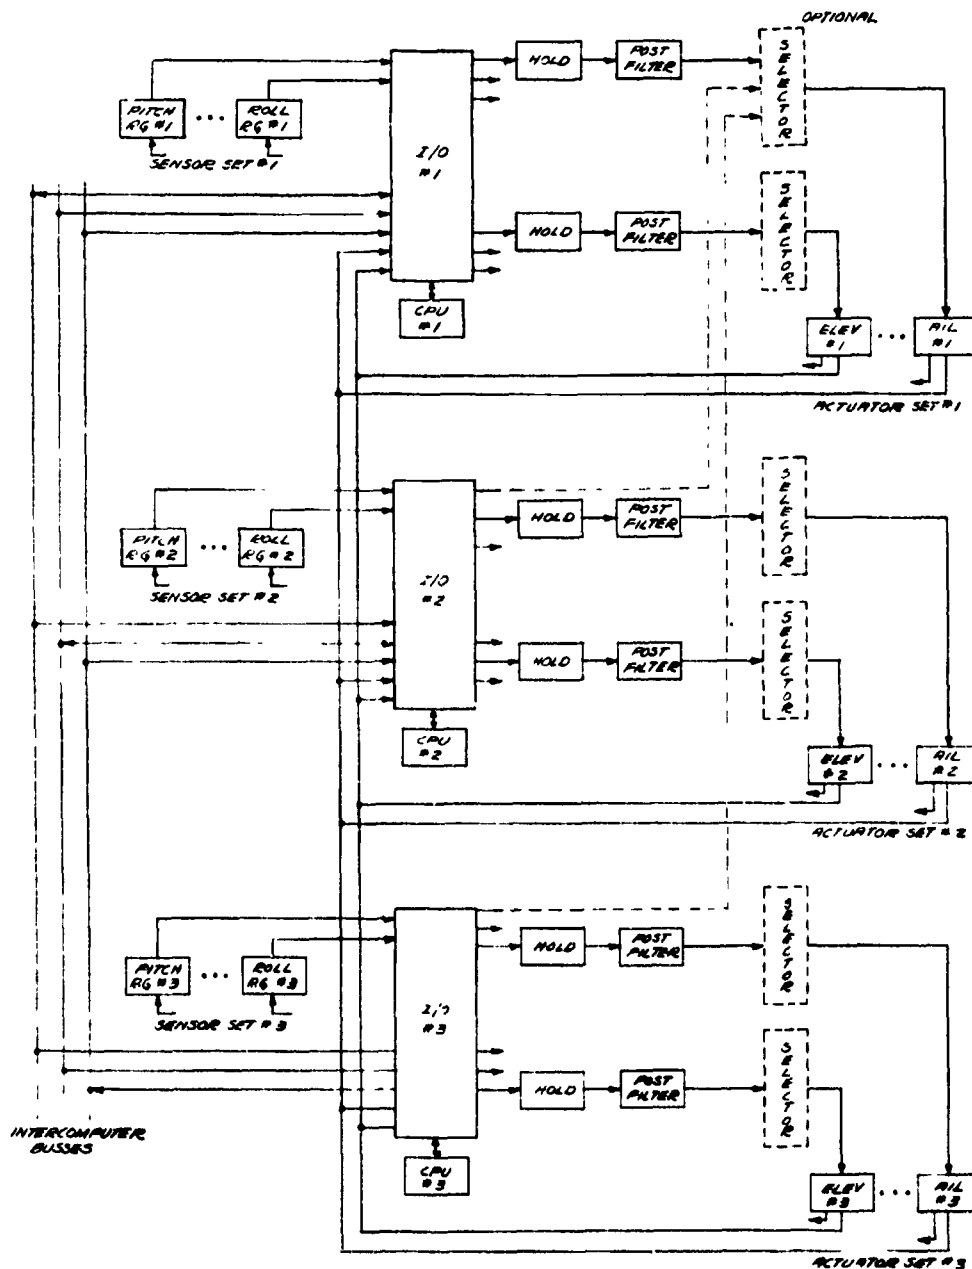 OPTIONAL
SELECTOR
HOLD
POST
FILTER
PITCH
RG #1
...
ROLL
RG #1
SENSOR SET #1
I/O
#1
HOLD
POST
FILTER
SELECTOR
CPU
#1
ELEV
#1
...
AIL
#1
ACTUATOR SET #1
SELECTOR
HOLD
POST
FILTER
PITCH
RG #2
...
ROLL
RG #2
SENSOR SET #2
I/O
#2
HOLD
POST
FILTER
SELECTOR
CPU
#2
ELEV
#2
...
AIL
#2
ACTUATOR SET #2
SELECTOR
HOLD
POST
FILTER
PITCH
RG #3
...
ROLL
RG #3
SENSOR SET #3
I/O
#3
HOLD
POST
FILTER
SELECTOR
INTERCOMPUTER
BUSSES
CPU
#3
ELEV
#3
...
AIL
#3
ACTUATOR SET #3